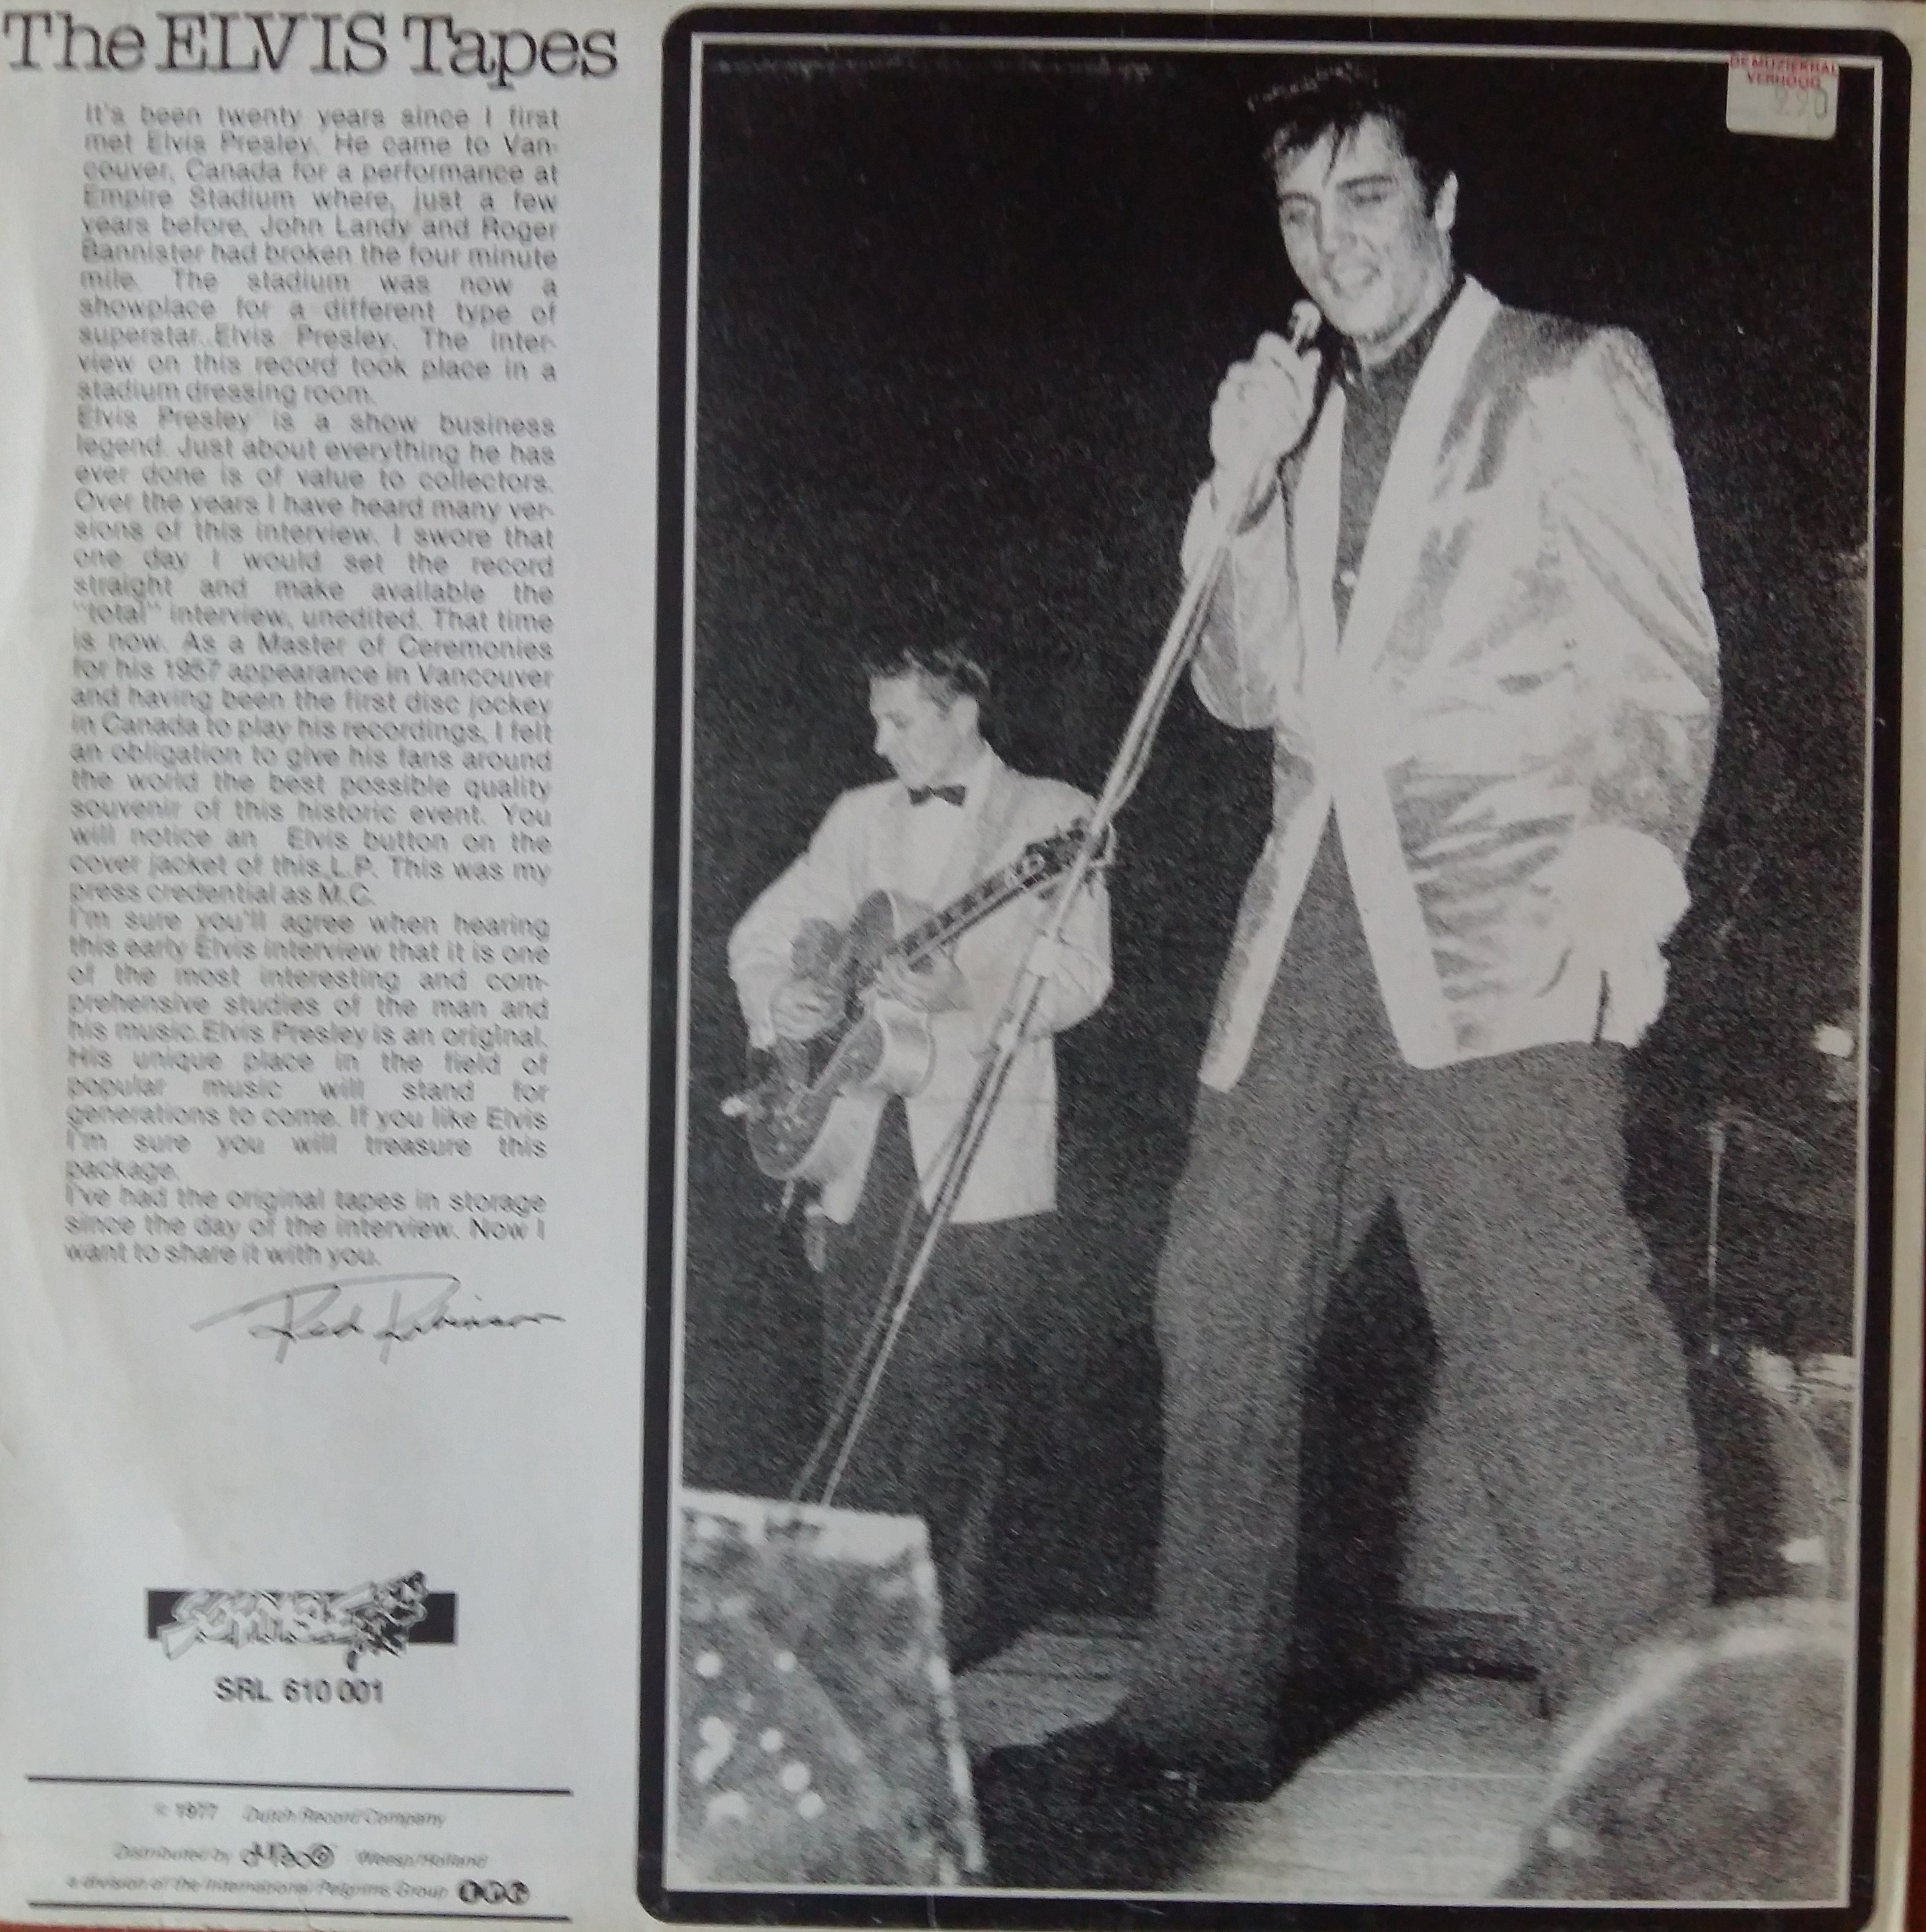 The ELVIS Tapes
It's been twenty years since I first
met Elvis Presley. He came to Van-
couver, Canada for a performance at
Empire Stadium where, just a few
years before, John Landy and Roger
Bannister had broken the four minute
mile. The stadium was now a
showplace for a different type of
superstar..Elvis Presley. The inter-
view on this record took place in a
stadium dressing room.
Elvis Presley is a show business
legend. Just about everything he has
ever done is of value to collectors.
Over the years I have heard many ver-
sions of this interview. I swore that
one day I would set the record
straight and make available the
"total" interview, unedited. That time
is now. As a Master of Ceremonies
for his 1957 appearance in Vancouver
and having been the first disc jockey
in Canada to play his recordings, I felt
an obligation to give his fans around
the world the best possible quality
souvenir of this historic event. You
will notice an Elvis button on the
cover jacket of this L.P. This was my
press credential as M.C.
I'm sure you'll agree when hearing
this early Elvis interview that it is one
of the most interesting and com-
prehensive studies of the man and
his music.Elvis Presley is an original.
His unique place in the field of
popular music will stand for
generations to come. If you like Elvis
I'm sure you will treasure this
package.
I've had the original tapes in storage
since the day of the interview. Now I
want to share it with you.
Red Robinson
SRL 610 001
© 1977 Dutch Record Company
Distributed by dureco Weesp/Holland
a division of the International Pelgrims Group
DE MUZIEKHAL
VERHOUG
9.90